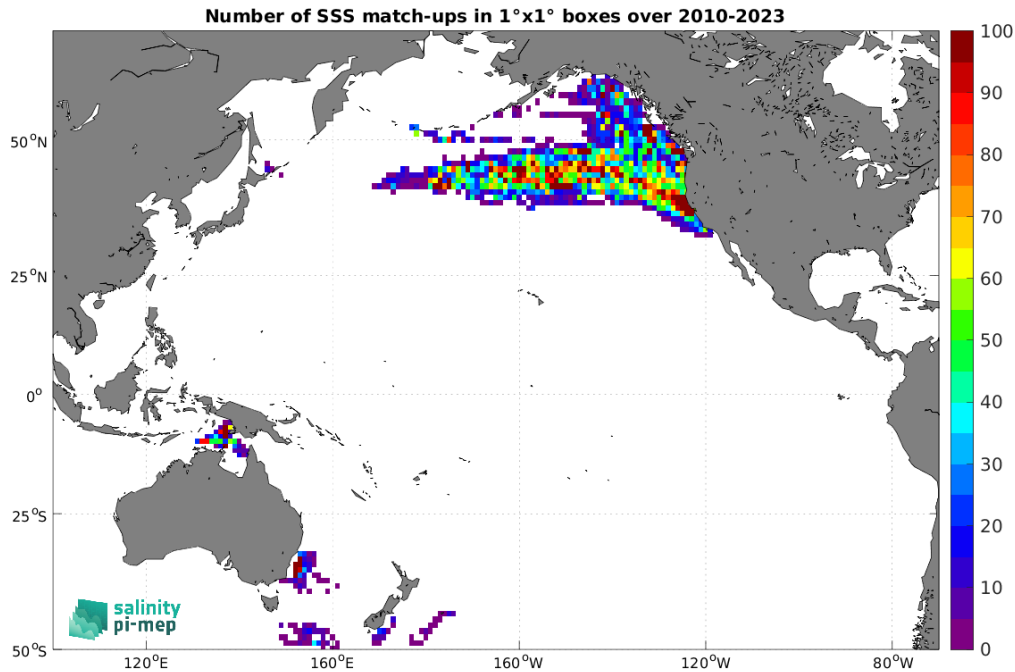 Number of SSS match-ups in 1°x1° boxes over 2010-2023
100
90
80
70
60
50
40
30
20
10
0
50°N
25°N
0°
25°S
50°S
120°E
160°E
160°W
120°W
80°W
salinity
pi-mep